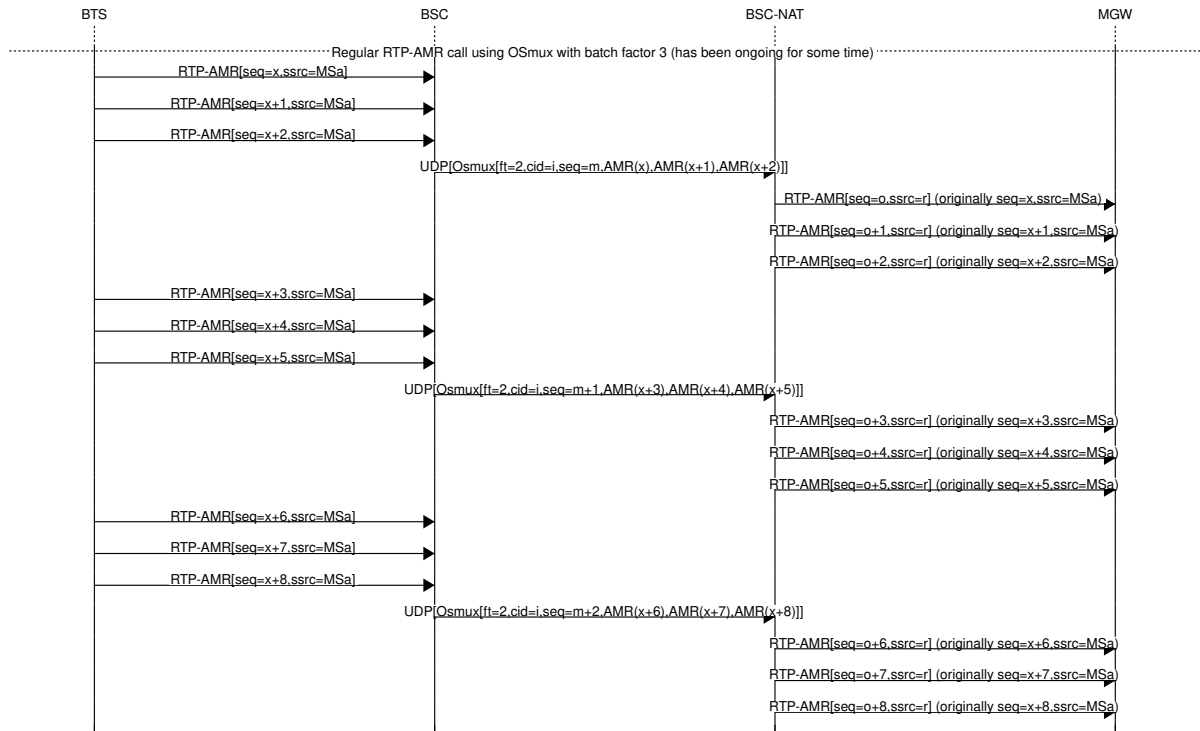 BTS BSC BSC-NAT MGW
Regular RTP-AMR call using OSmux with batch factor 3 (has been ongoing for some time)
RTP-AMR[seq=x,ssrc=MSa]
RTP-AMR[seq=x+1,ssrc=MSa]
RTP-AMR[seq=x+2,ssrc=MSa]
UDP[Osmux[ft=2,cid=i,seq=m,AMR(x),AMR(x+1),AMR(x+2)]]
RTP-AMR[seq=o,ssrc=r] (originally seq=x,ssrc=MSa)
RTP-AMR[seq=o+1,ssrc=r] (originally seq=x+1,ssrc=MSa)
RTP-AMR[seq=o+2,ssrc=r] (originally seq=x+2,ssrc=MSa)
RTP-AMR[seq=x+3,ssrc=MSa]
RTP-AMR[seq=x+4,ssrc=MSa]
RTP-AMR[seq=x+5,ssrc=MSa]
UDP[Osmux[ft=2,cid=i,seq=m+1,AMR(x+3),AMR(x+4),AMR(x+5)]]
RTP-AMR[seq=o+3,ssrc=r] (originally seq=x+3,ssrc=MSa)
RTP-AMR[seq=o+4,ssrc=r] (originally seq=x+4,ssrc=MSa)
RTP-AMR[seq=o+5,ssrc=r] (originally seq=x+5,ssrc=MSa)
RTP-AMR[seq=x+6,ssrc=MSa]
RTP-AMR[seq=x+7,ssrc=MSa]
RTP-AMR[seq=x+8,ssrc=MSa]
UDP[Osmux[ft=2,cid=i,seq=m+2,AMR(x+6),AMR(x+7),AMR(x+8)]]
RTP-AMR[seq=o+6,ssrc=r] (originally seq=x+6,ssrc=MSa)
RTP-AMR[seq=o+7,ssrc=r] (originally seq=x+7,ssrc=MSa)
RTP-AMR[seq=o+8,ssrc=r] (originally seq=x+8,ssrc=MSa)